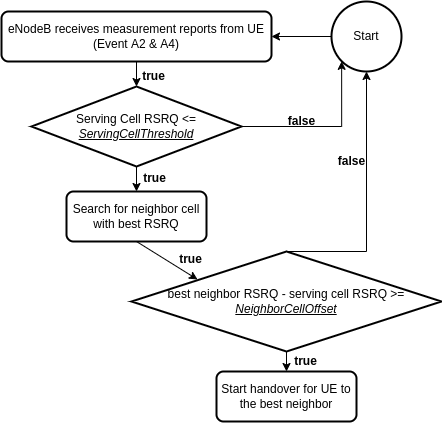 eNodeB receives measurement reports from UE
(Event A2 & A4)
Start
true
Serving Cell RSRQ <=
ServingCellThreshold
false
true
false
Search for neighbor cell
with best RSRQ
true
best neighbor RSRQ - serving cell RSRQ >=
NeighborCellOffset
true
Start handover for UE to
the best neighbor